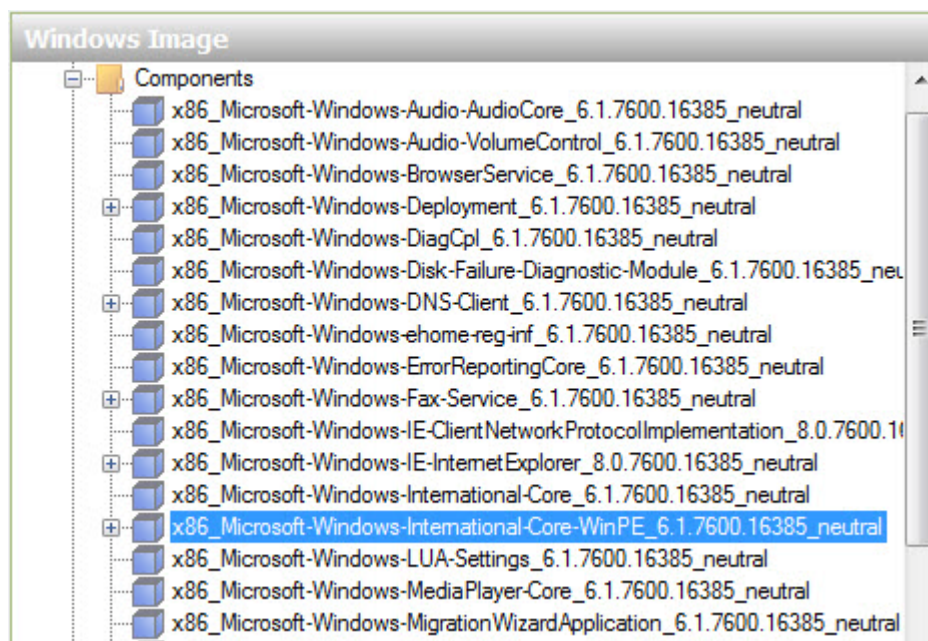 Windows Image
Components
x86_Microsoft-Windows-Audio-AudioCore_6.1.7600.16385_neutral
x86_Microsoft-Windows-Audio-VolumeControl_6.1.7600.16385_neutral
x86_Microsoft-Windows-BrowserService_6.1.7600.16385_neutral
x86_Microsoft-Windows-Deployment_6.1.7600.16385_neutral
x86_Microsoft-Windows-DiagCpl_6.1.7600.16385_neutral
x86_Microsoft-Windows-Disk-Failure-Diagnostic-Module_6.1.7600.16385_neu
x86_Microsoft-Windows-DNS-Client_6.1.7600.16385_neutral
x86_Microsoft-Windows-ehome-reg-inf_6.1.7600.16385_neutral
x86_Microsoft-Windows-ErrorReportingCore_6.1.7600.16385_neutral
x86_Microsoft-Windows-Fax-Service_6.1.7600.16385_neutral
x86_Microsoft-Windows-IE-ClientNetworkProtocolImplementation_8.0.7600.1
x86_Microsoft-Windows-IE-InternetExplorer_8.0.7600.16385_neutral
x86_Microsoft-Windows-International-Core_6.1.7600.16385_neutral
x86_Microsoft-Windows-International-Core-WinPE_6.1.7600.16385_neutral
x86_Microsoft-Windows-LUA-Settings_6.1.7600.16385_neutral
x86_Microsoft-Windows-MediaPlayer-Core_6.1.7600.16385_neutral
x86_Microsoft-Windows-MigrationWizardApplication_6.1.7600.16385_neutral